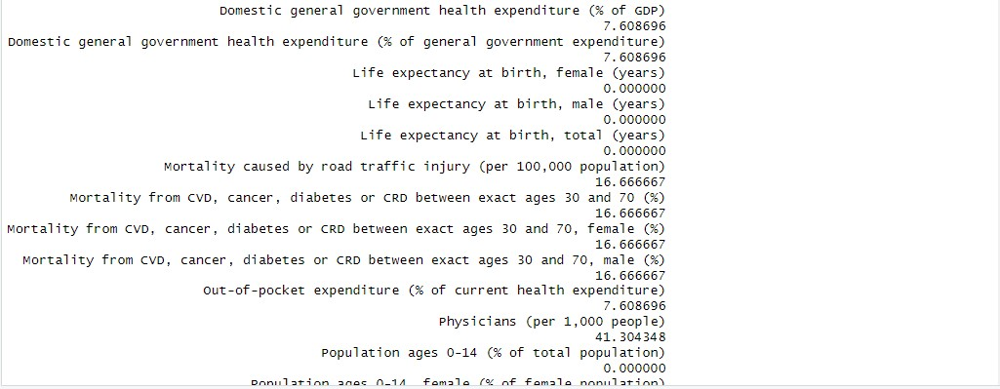 Domestic general government health expenditure (% of GDP)
7.608696
Domestic general government health expenditure (% of general government expenditure)
7.608696
Life expectancy at birth, female (years)
0.000000
Life expectancy at birth, male (years)
0.000000
Life expectancy at birth, total (years)
0.000000
Mortality caused by road traffic injury (per 100,000 population)
16.666667
Mortality from CVD, cancer, diabetes or CRD between exact ages 30 and 70 (%)
16.666667
Mortality from CVD, cancer, diabetes or CRD between exact ages 30 and 70, female (%)
16.666667
Mortality from CVD, cancer, diabetes or CRD between exact ages 30 and 70, male (%)
16.666667
Out-of-pocket expenditure (% of current health expenditure)
7.608696
Physicians (per 1,000 people)
41.304348
Population ages 0-14 (% of total population)
0.000000
Population ages 0-14, female (% of female population)